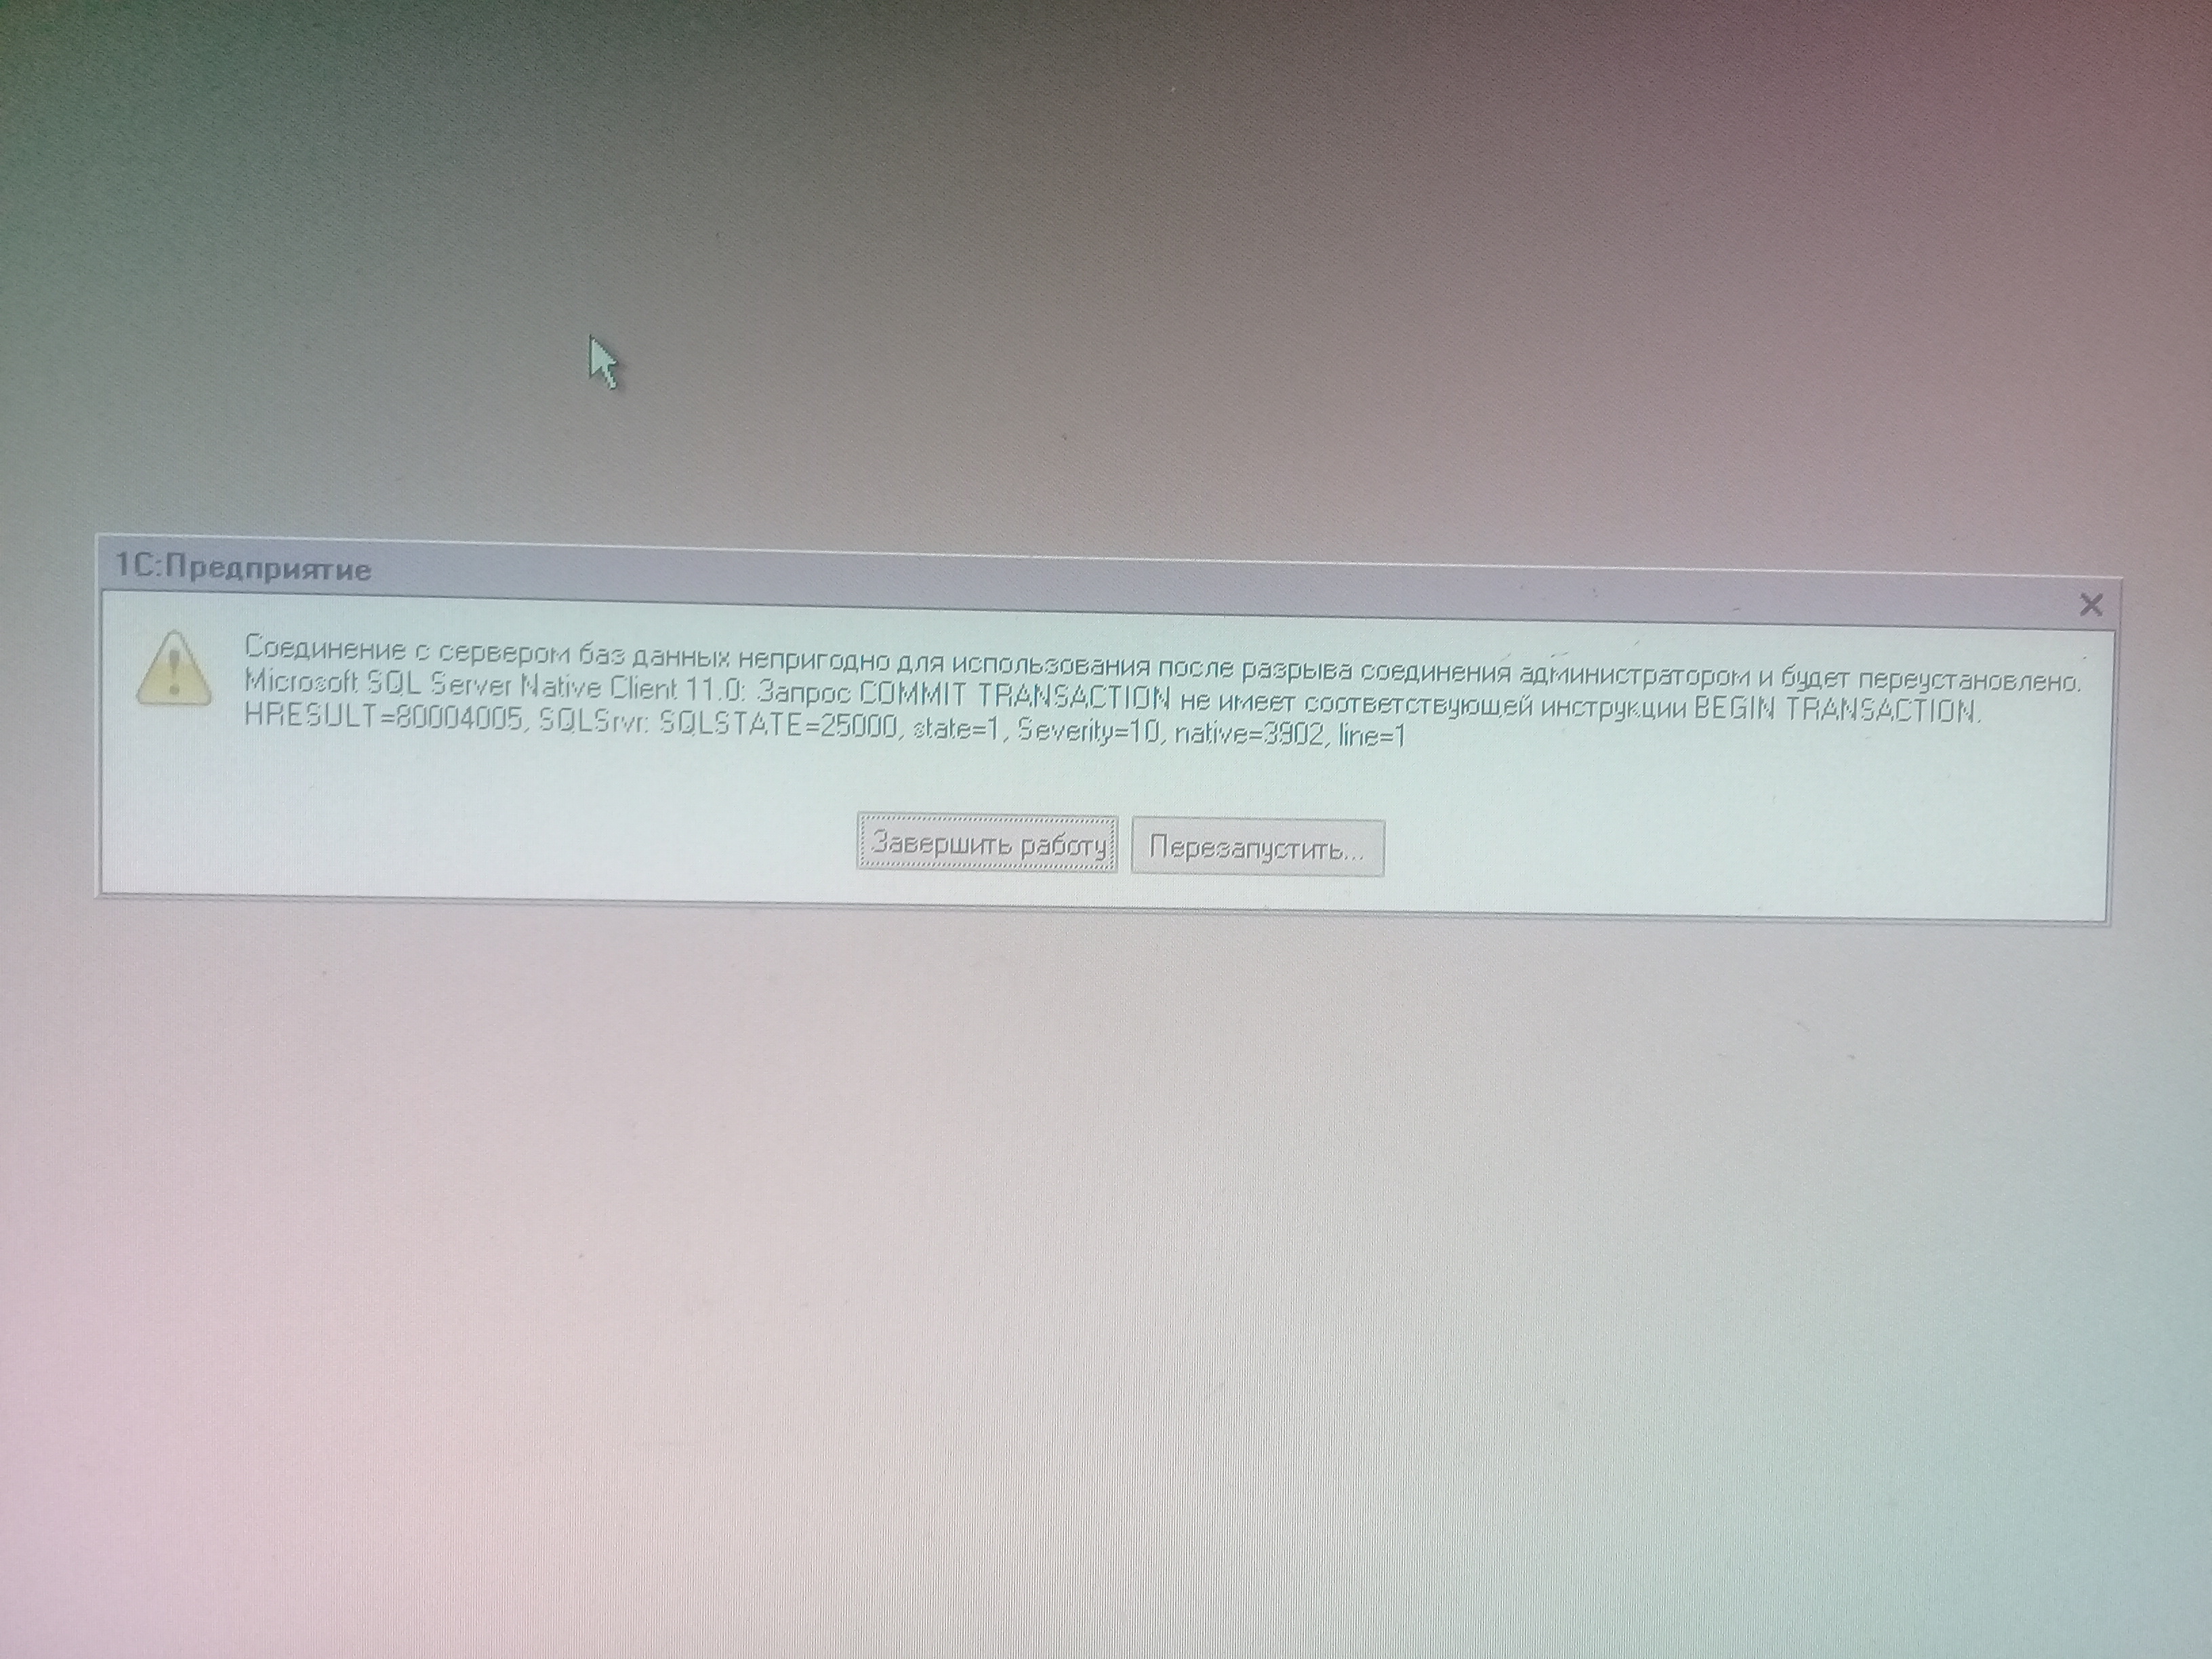 1С:Предприятие
Соединение с сервером баз данных непригодно для использования после разрыва соединения администратором и будет переустановлено.
Microsoft SQL Server Native Client 11.0: Запрос COMMIT TRANSACTION не имеет соответствующей инструкции BEGIN TRANSACTION.
HRESULT=80004005, SQLSrvr: SQLSTATE=25000, state=1, Severity=10, native=3902, line=1
Завершить работу
Перезапустить...